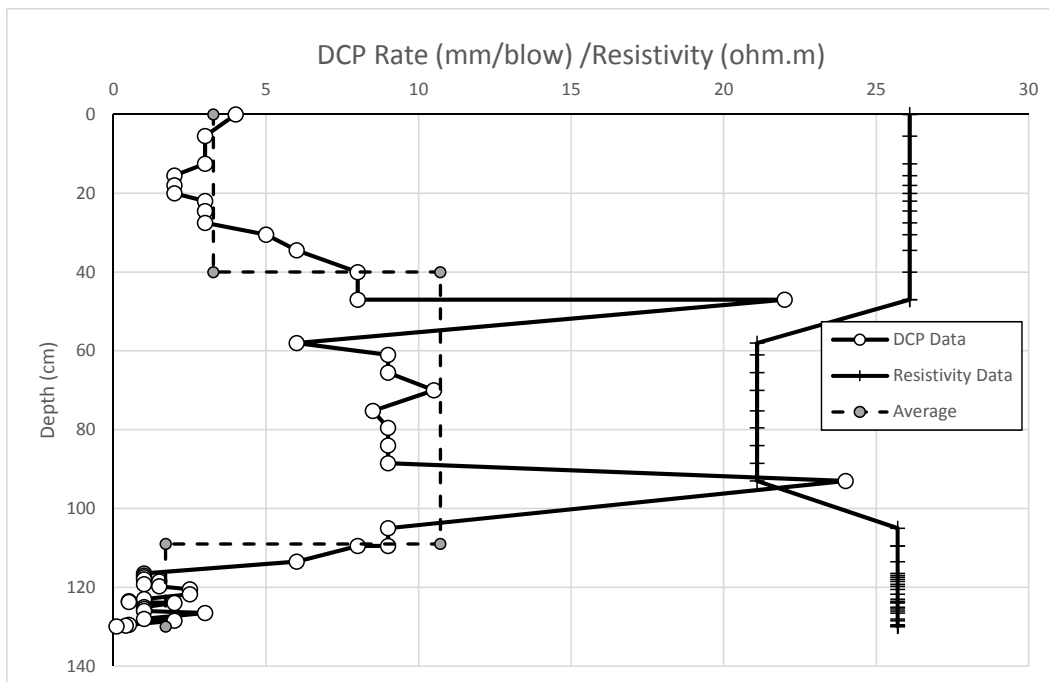 DCP Rate (mm/blow) /Resistivity (ohm.m)
0 5 10 15 20 25 30
0
20
40
60
80
100
120
140
Depth (cm)
DCP Data
Resistivity Data
Average